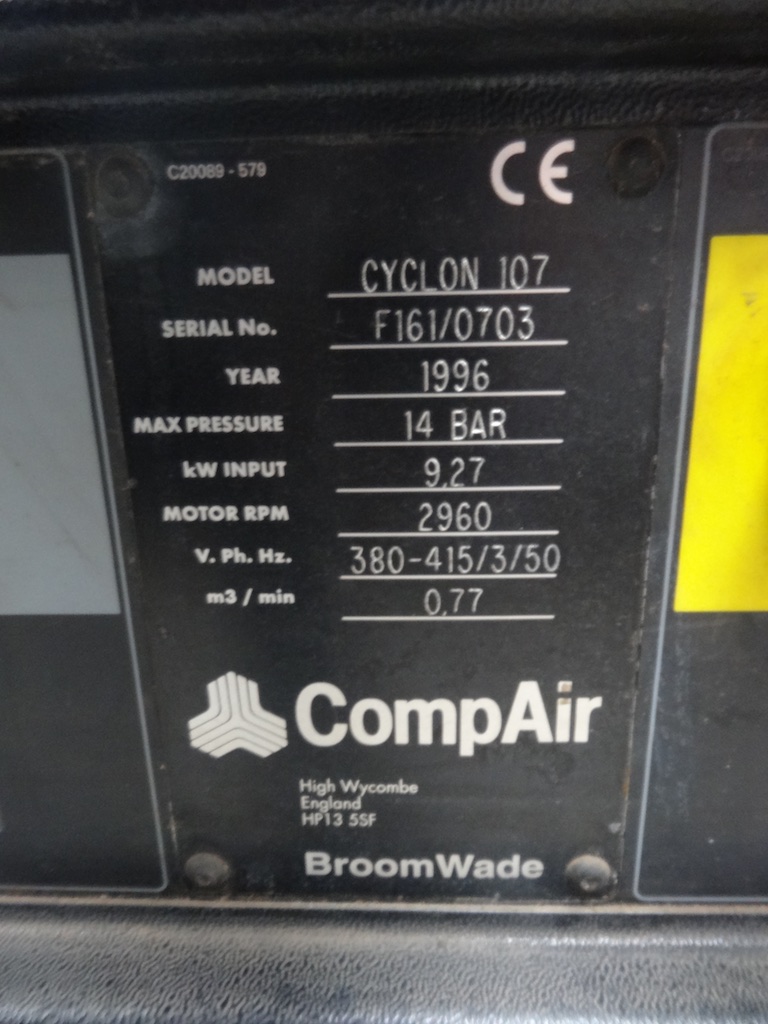 C20089 - 579
CE
MODEL CYCLON 107
SERIAL No. F161/0703
YEAR 1996
MAX PRESSURE 14 BAR
kW INPUT 9.27
MOTOR RPM 2960
V. Ph. Hz. 380-415/3/50
m3 / min 0.77
CompAir
High Wycombe
England
HP13 5SF
BroomWade